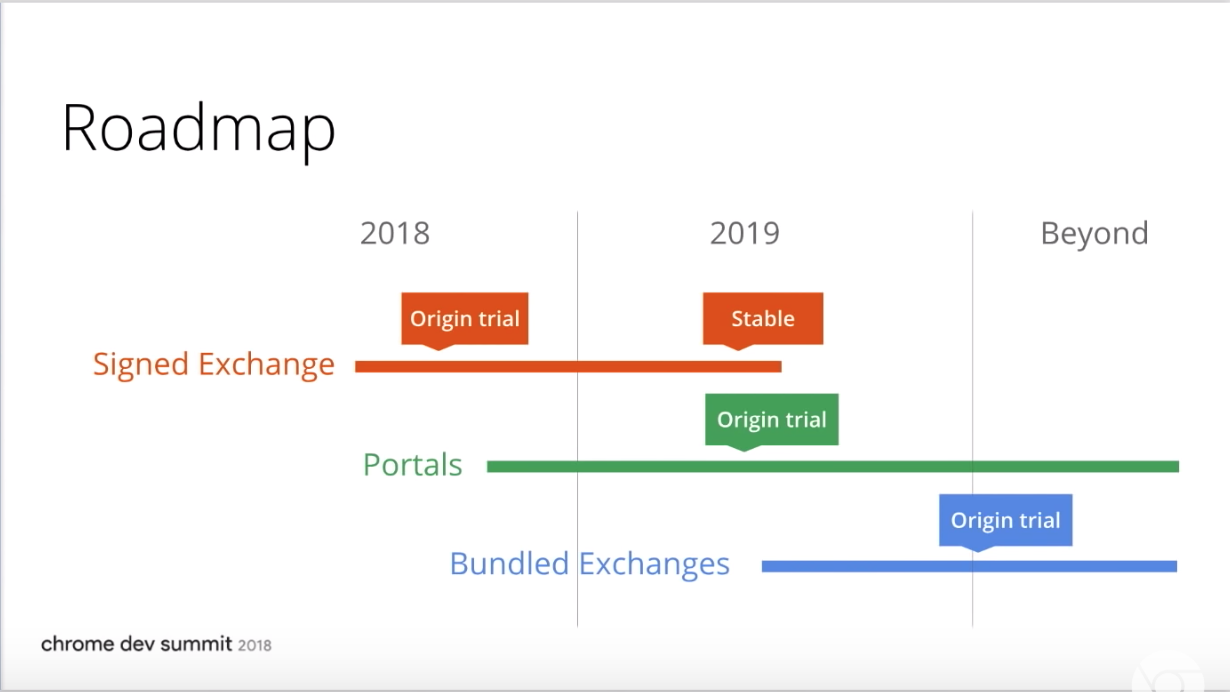 Roadmap
2018
2019
Beyond
Origin trial
Stable
Signed Exchange
Origin trial
Portals
Origin trial
Bundled Exchanges
chrome dev summit 2018